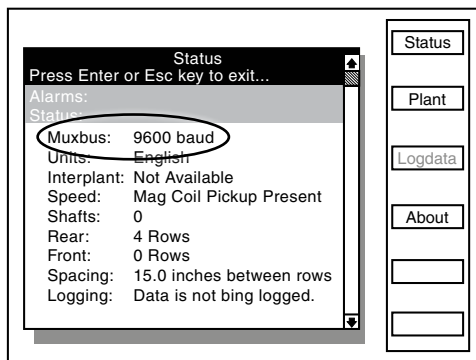 Status
Press Enter or Esc key to exit...
Alarms:
Status:
Muxbus: 9600 baud
Units: English
Interplant: Not Available
Speed: Mag Coil Pickup Present
Shafts: 0
Rear: 4 Rows
Front: 0 Rows
Spacing: 15.0 inches between rows
Logging: Data is not bing logged.
Status
Plant
Logdata
About